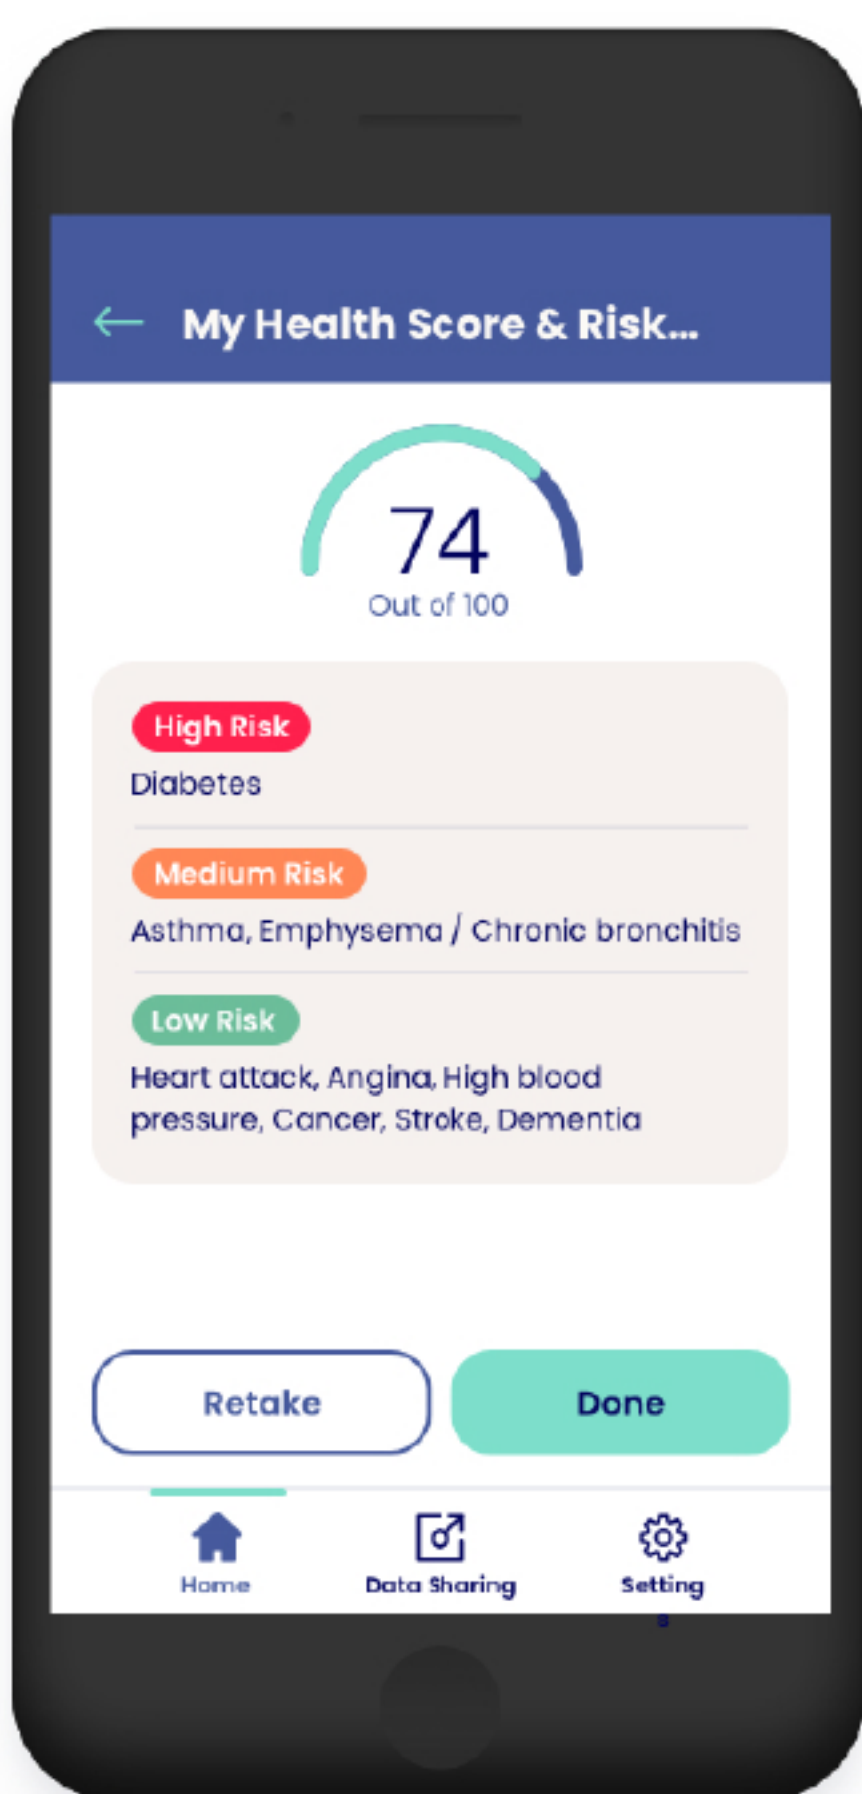 My Health Score & Risk...
74
Out of 100
High Risk
Diabetes
Medium Risk
Asthma, Emphysema / Chronic bronchitis
Low Risk
Heart attack, Angina, High blood
pressure, Cancer, Stroke, Dementia
Retake
Done
Home
Data Sharing
Setting
s